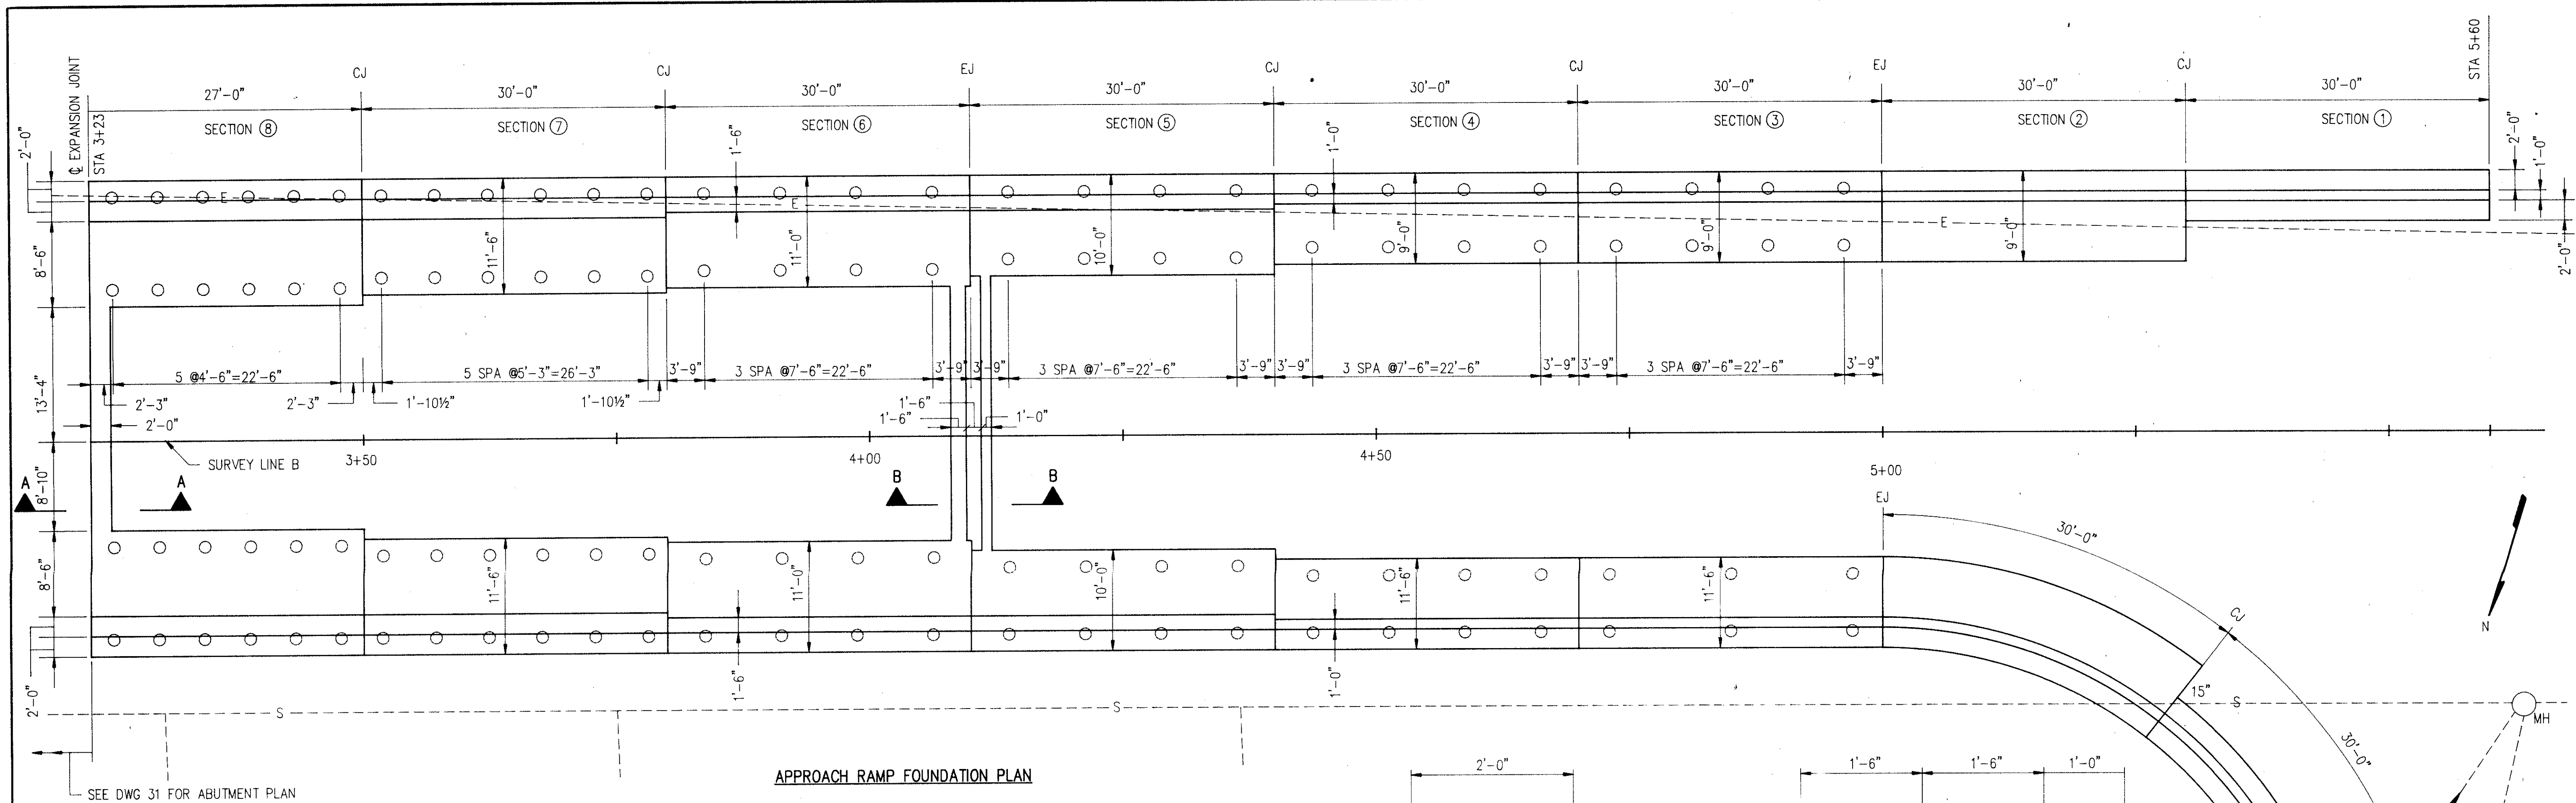 ℄ EXPANSION JOINT
STA 3+23
CJ
CJ
EJ
CJ
CJ
EJ
CJ
STA 5+60
27'-0"
30'-0"
30'-0"
30'-0"
30'-0"
30'-0"
30'-0"
30'-0"
SECTION ⑧
SECTION ⑦
SECTION ⑥
SECTION ⑤
SECTION ④
SECTION ③
SECTION ②
SECTION ①
2'-0"
1'-6"
1'-0"
2'-0"
1'-0"
2'-0"
E
E
E
8'-6"
11'-6"
11'-0"
10'-0"
9'-0"
9'-0"
9'-0"
13'-4"
5 @4'-6"=22'-6"
5 SPA @5'-3"=26'-3"
3'-9"
3 SPA @7'-6"=22'-6"
3'-9"
3'-9"
3 SPA @7'-6"=22'-6"
3'-9"
3'-9"
3 SPA @7'-6"=22'-6"
3'-9"
3'-9"
3 SPA @7'-6"=22'-6"
3'-9"
2'-3"
2'-3"
1'-10½"
1'-10½"
1'-6"
1'-6"
1'-0"
2'-0"
SURVEY LINE B
3+50
4+00
4+50
5+00
8'-10"
A
A
B
B
EJ
30'-0"
CJ
N
8'-6"
11'-6"
11'-0"
10'-0"
11'-6"
11'-6"
2'-0"
1'-6"
1'-0"
15"
S
S
S
MH
30'-0"
SEE DWG 31 FOR ABUTMENT PLAN
APPROACH RAMP FOUNDATION PLAN
2'-0"
1'-6"
1'-6"
1'-0"